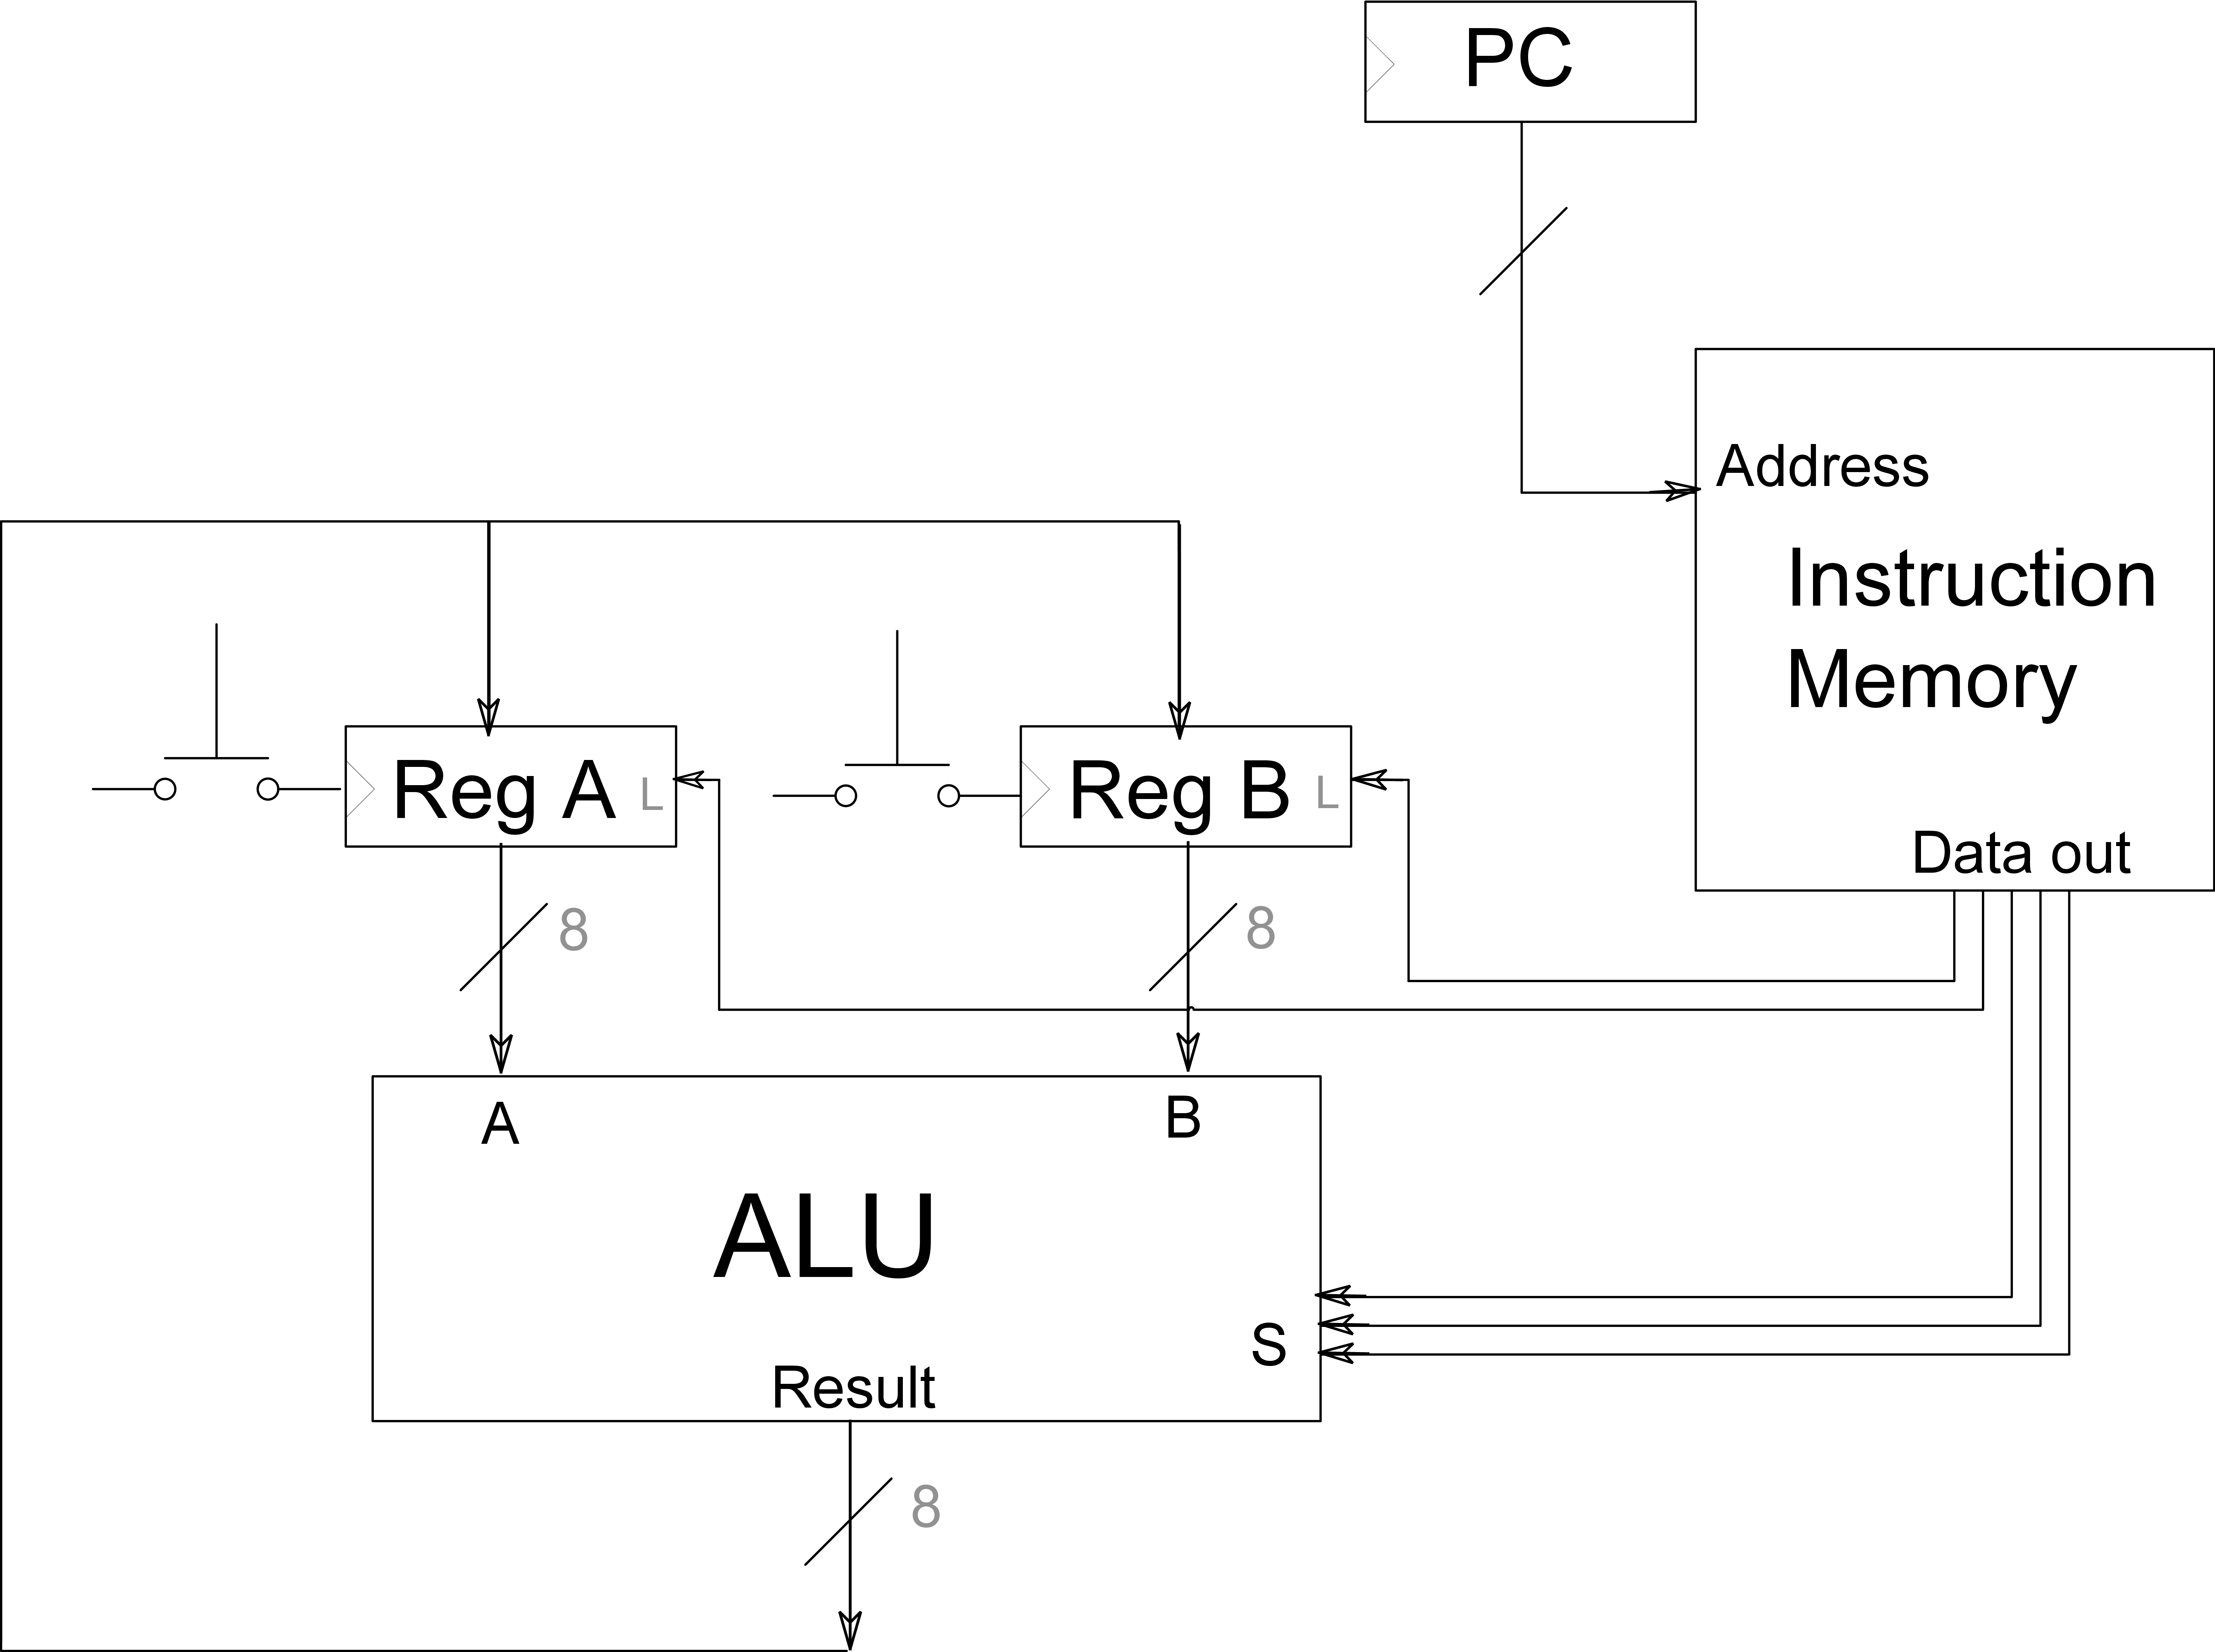 PC
Address
Instruction
Memory
Data out
Reg A L
Reg B L
8
8
A
B
ALU
S
Result
8